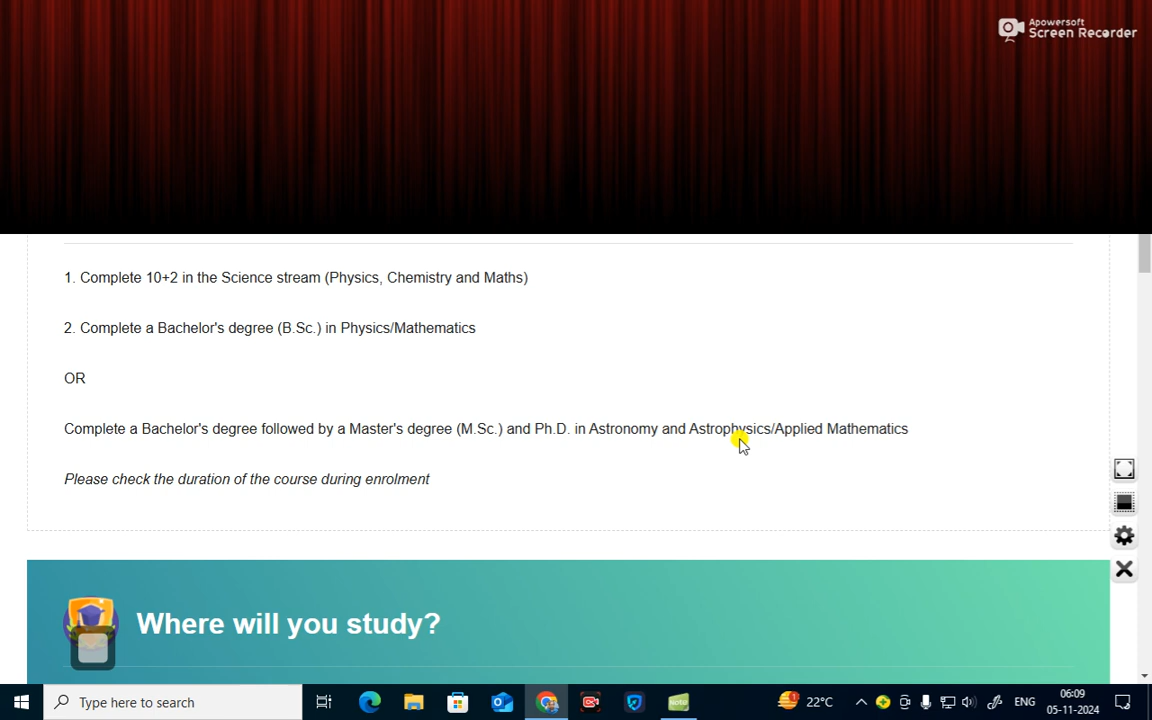 Apowersoft
Screen Recorder
1. Complete 10+2 in the Science stream (Physics, Chemistry and Maths)
2. Complete a Bachelor's degree (B.Sc.) in Physics/Mathematics
OR
Complete a Bachelor's degree followed by a Master's degree (M.Sc.) and Ph.D. in Astronomy and Astrophysics/Applied Mathematics
Please check the duration of the course during enrolment
Where will you study?
Type here to search
Note
1
22°C
ENG
06:09
05-11-2024